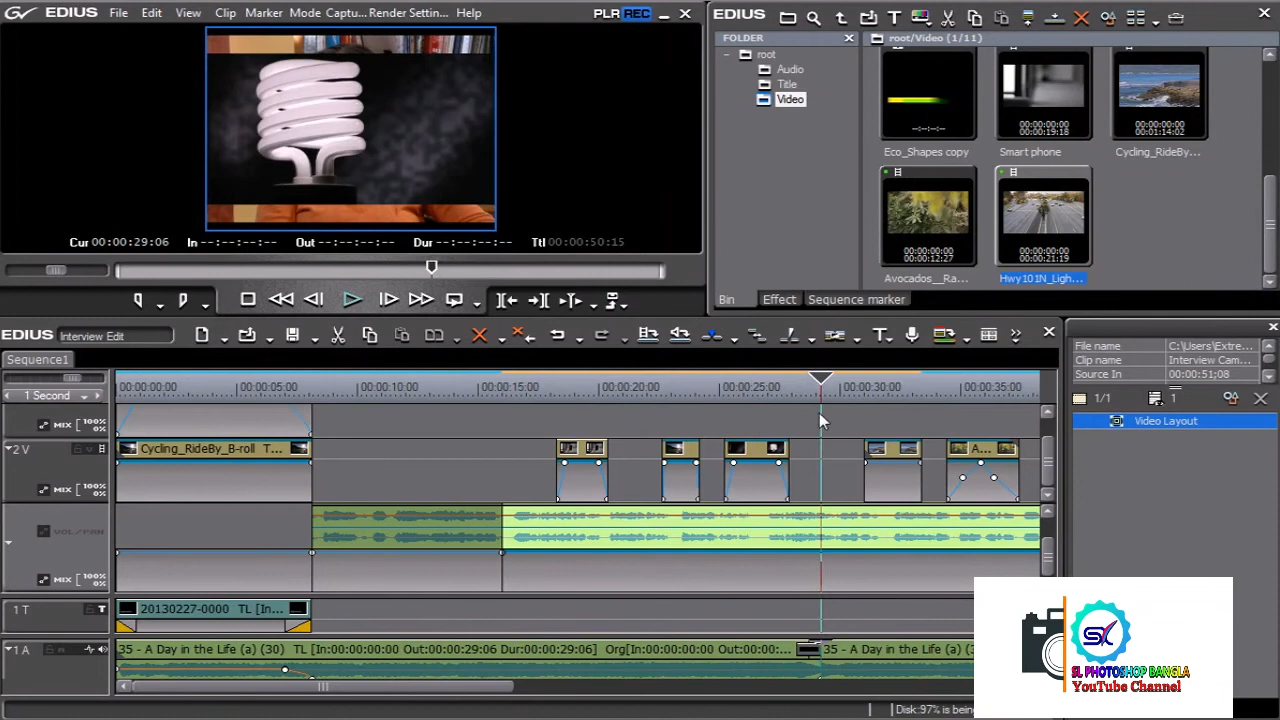 GV EDIUS File Edit View Clip Marker Mode Captu... Render Settin... Help PLR REC
Cur 00:00:29:06 In --:--:--:-- Out --:--:--:-- Dur --:--:--:-- Ttl 00:00:50:15
EDIUS
FOLDER
root
Audio
Title
Video
root/Video (1/11)
--:--:--:--
00:00:00:00
00:00:19:18
00:00:00:00
00:01:14:02
Eco_Shapes copy
Smart phone
Cycling_RideBy...
00:00:00:00
00:00:12:27
00:00:00:00
00:00:21:19
Avocados__Ra...
Hwy101N_Ligh...
Bin Effect Sequence marker
EDIUS Interview Edit
Sequence1
1 Second
00:00:00:00 00:00:05:00 00:00:10:00 00:00:15:00 00:00:20:00 00:00:25:00 00:00:30:00 00:00:35:00
MIX 100% 0%
2 V Cycling_RideBy_B-roll T... A...
MIX 100% 0%
VOL/PAN
MIX 100% 0%
1 T 20130227-0000 TL [In...
1 A 35 - A Day in the Life (a) (30) TL [In:00:00:00:00 Out:00:00:29:06 Dur:00:00:29:06] Org[In:00:00:00:00 Out:00:00:... 35 - A Day in the Life (a) (30)
Disk:97% is being
File name C:\Users\Extre...
Clip name Interview Cam...
Source In 00:00:51;08
1/1 1
Video Layout
SX
SL PHOTOSHOP BANGLA
YouTube Channel